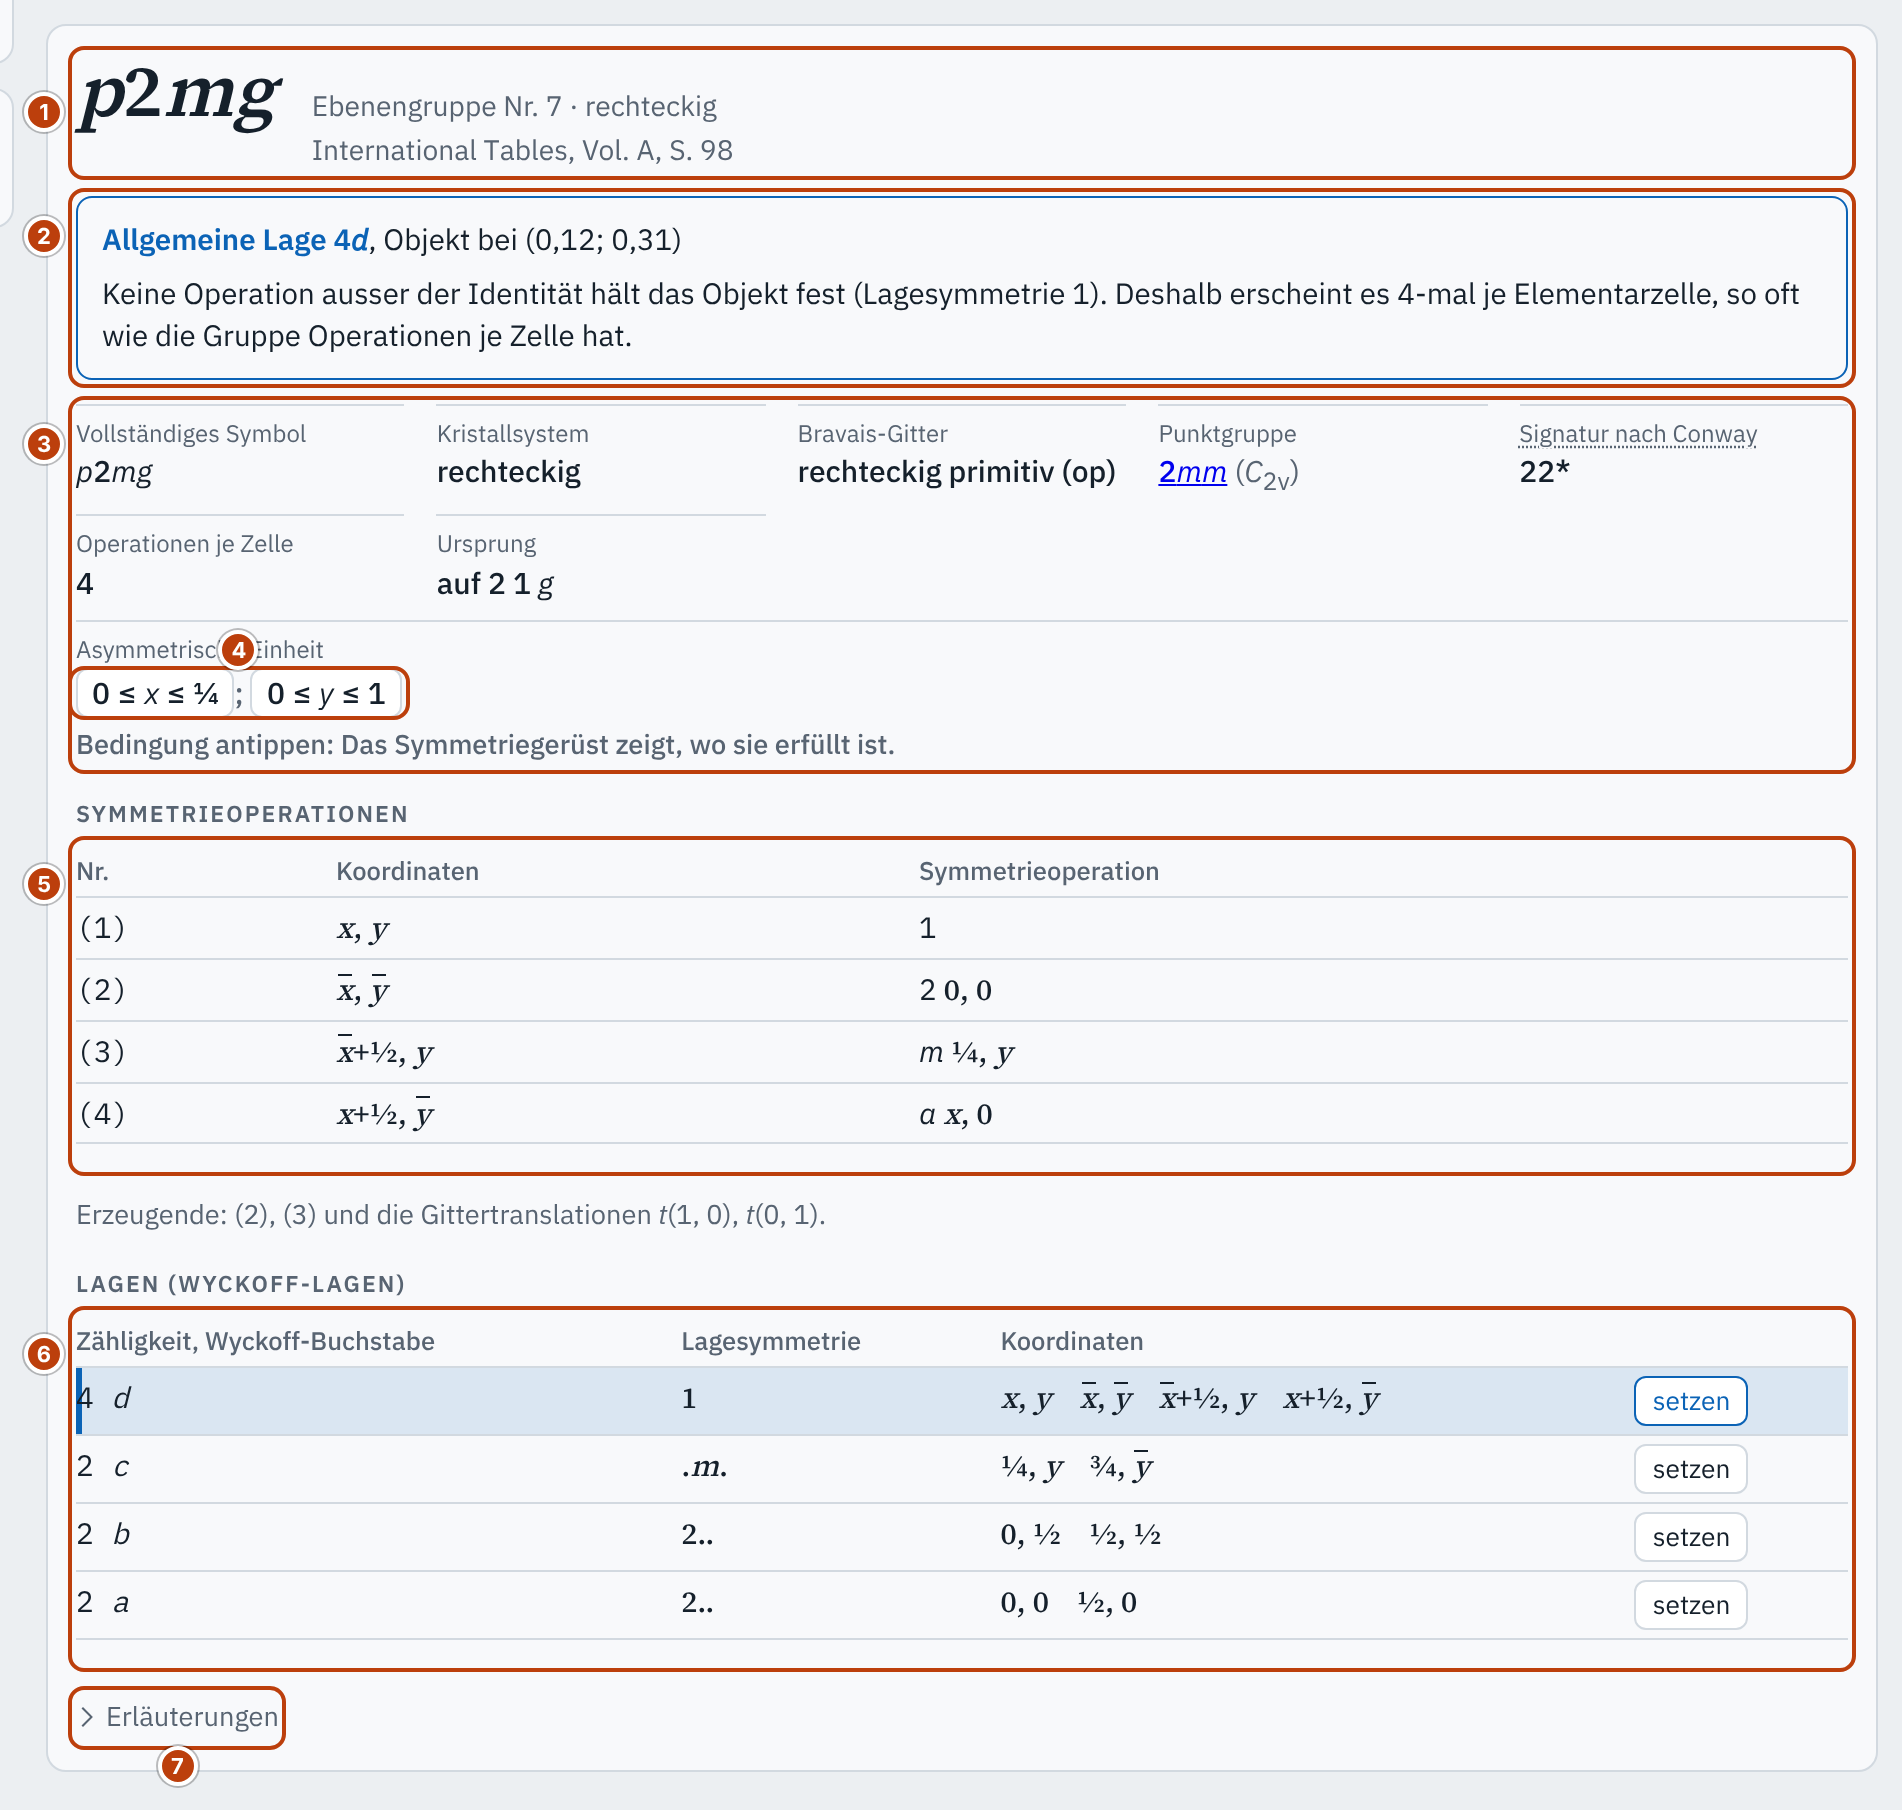 1
p2mg
Ebenengruppe Nr. 7 · rechteckig
International Tables, Vol. A, S. 98
2
Allgemeine Lage 4d, Objekt bei (0,12; 0,31)
Keine Operation ausser der Identität hält das Objekt fest (Lagesymmetrie 1). Deshalb erscheint es 4-mal je Elementarzelle, so oft
wie die Gruppe Operationen je Zelle hat.
3
Vollständiges Symbol Kristallsystem Bravais-Gitter Punktgruppe Signatur nach Conway
p2mg rechteckig rechteckig primitiv (op) 2mm (C₂ᵥ) 22*
Operationen je Zelle Ursprung
4 auf 2 1 g
4 Einheit
0 ≤ x ≤ ¼ ; 0 ≤ y ≤ 1
Bedingung antippen: Das Symmetriegerüst zeigt, wo sie erfüllt ist.
SYMMETRIEOPERATIONEN
5
Nr. Koordinaten Symmetrieoperation
(1) x, y 1
(2) x̅, y̅ 2 0, 0
(3) x̅+½, y m ¼, y
(4) x+½, y̅ a x, 0
Erzeugende: (2), (3) und die Gittertranslationen t(1, 0), t(0, 1).
LAGEN (WYCKOFF-LAGEN)
6
Zähligkeit, Wyckoff-Buchstabe Lagesymmetrie Koordinaten
4 d 1 x, y x̅, y̅ x̅+½, y x+½, y̅ setzen
2 c .m. ¼, y ¾, y̅ setzen
2 b 2.. 0, ½ ½, ½ setzen
2 a 2.. 0, 0 ½, 0 setzen
Erläuterungen
7